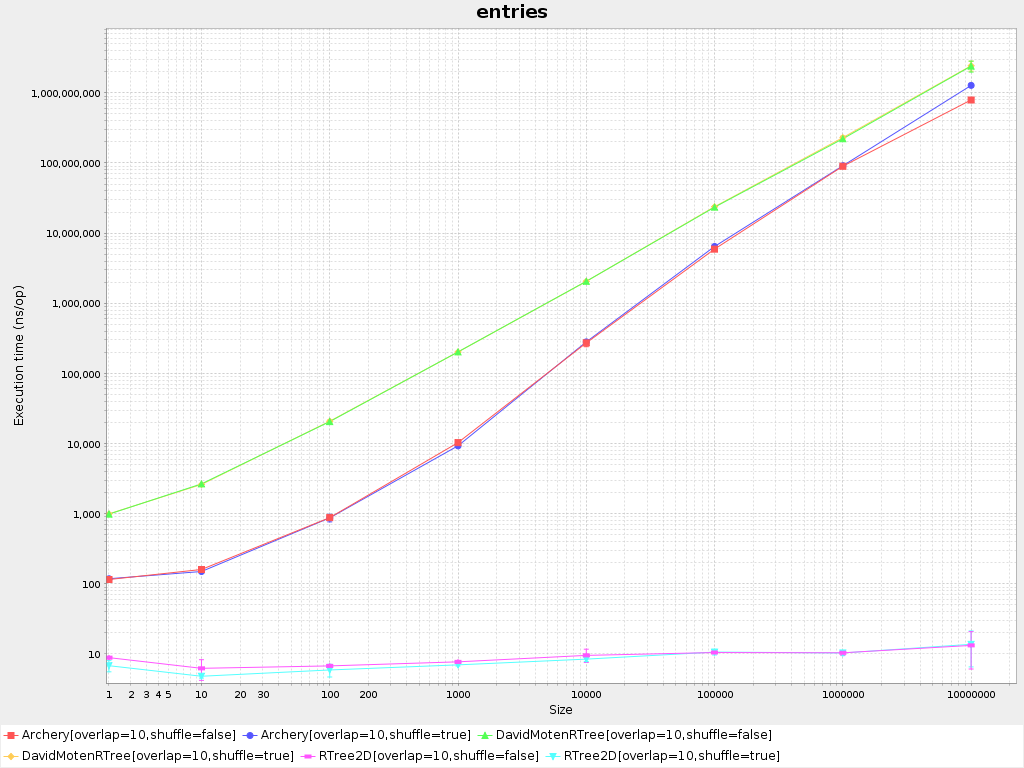 entries
1,000,000,000
100,000,000
10,000,000
1,000,000
100,000
10,000
1,000
100
10
Execution time (ns/op)
1 2 3 4 5 10 20 30 100 200 1000 10000 100000 1000000 10000000
Size
Archery[overlap=10,shuffle=false] Archery[overlap=10,shuffle=true] DavidMotenRTree[overlap=10,shuffle=false]
DavidMotenRTree[overlap=10,shuffle=true] RTree2D[overlap=10,shuffle=false] RTree2D[overlap=10,shuffle=true]